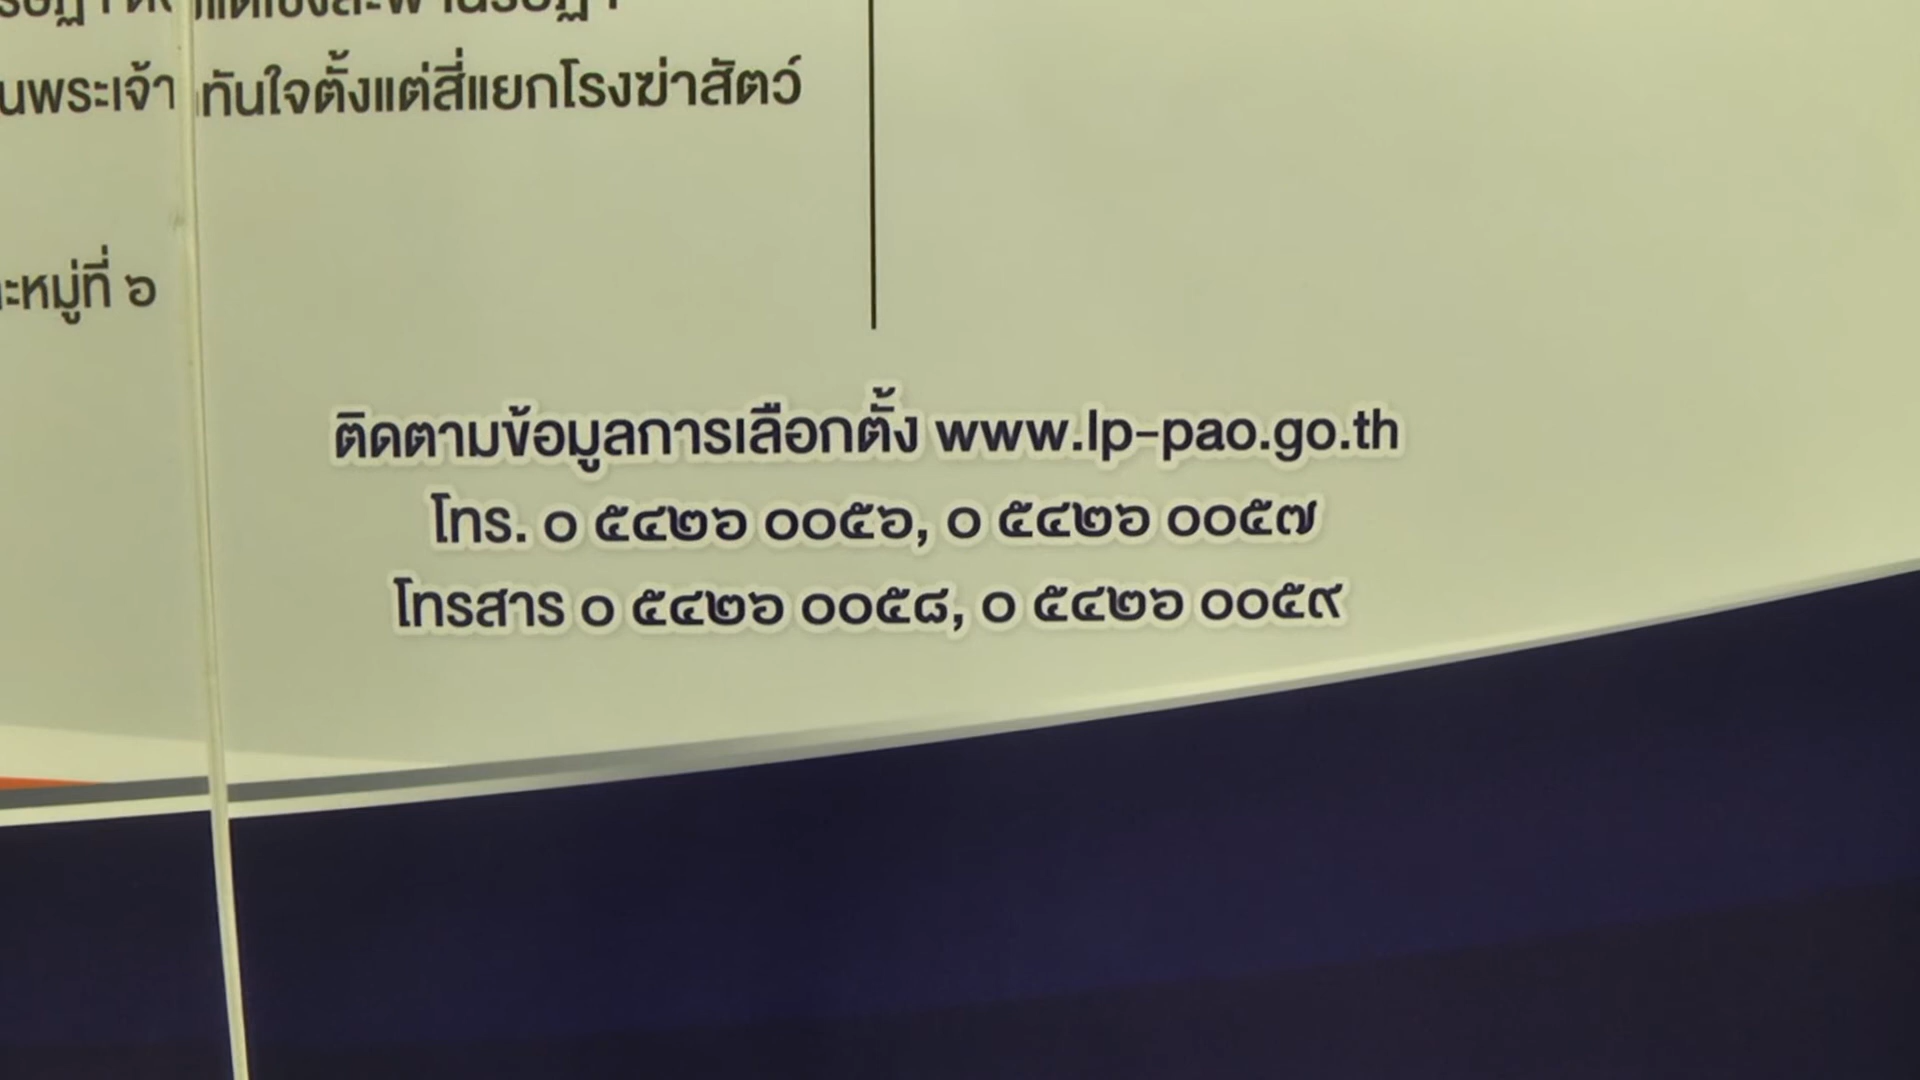 นพระเจ้าทันใจตั้งแต่สี่แยกโรงฆ่าสัตว์
ะหมู่ที่ ๖
ติดตามข้อมูลการเลือกตั้ง www.lp-pao.go.th
โทร. ๐ ๕๔๒๖ ๐๐๕๖, ๐ ๕๔๒๖ ๐๐๕๗
โทรสาร ๐ ๕๔๒๖ ๐๐๕๘, ๐ ๕๔๒๖ ๐๐๕๙